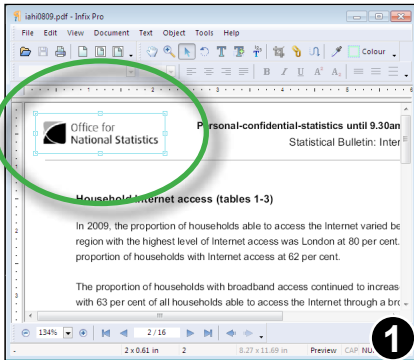 iahi0809.pdf - Infix Pro
File Edit View Document Text Object Tools Help
Colour
Office for
National Statistics
Personal-confidential-statistics until 9.30am
Statistical Bulletin: Inter
Household Internet access (tables 1-3)
In 2009, the proportion of households able to access the Internet varied be
region with the highest level of Internet access was London at 80 per cent.
proportion of households with Internet access at 62 per cent.
The proportion of households with broadband access continued to increas
with 63 per cent of all households able to access the Internet through a bro
134% 2 / 16
2 x 0.61 in 2 8.27 x 11.69 in Preview CAP NU
1